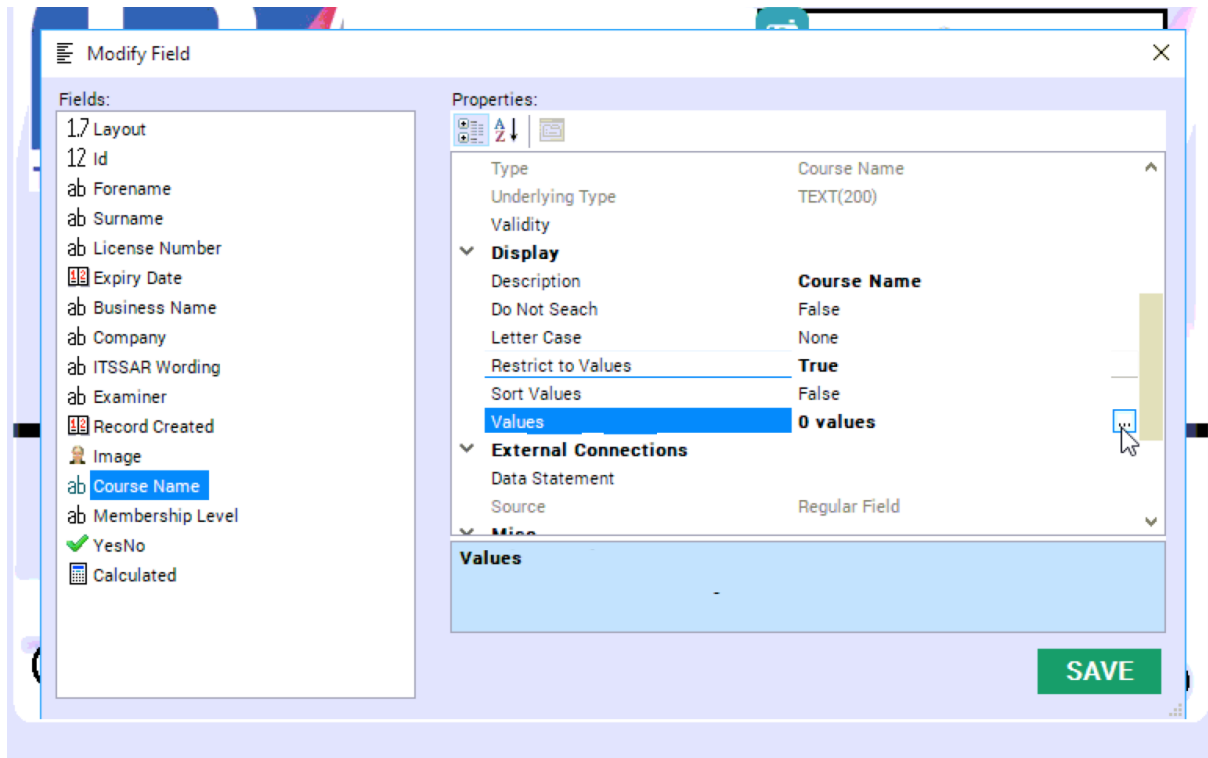 Modify Field
Fields:
1.7 Layout
12 Id
ab Forename
ab Surname
ab License Number
12 Expiry Date
ab Business Name
ab Company
ab ITSSAR Wording
ab Examiner
12 Record Created
Image
ab Course Name
ab Membership Level
YesNo
Calculated
Properties:
A
Z
Type Course Name
Underlying Type TEXT(200)
Validity
Display
Description Course Name
Do Not Seach False
Letter Case None
Restrict to Values True
Sort Values False
Values 0 values ...
External Connections
Data Statement
Source Regular Field
Misc
Values
SAVE